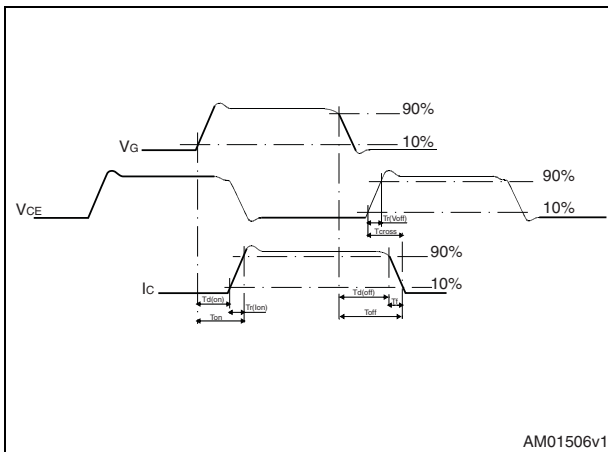 90%
VG
10%
VCE
90%
10%
Tr(Voff)
Tcross
90%
IC
10%
Td(on)
Td(off)
Tf
Tr(Ion)
Ton
Toff
AM01506v1